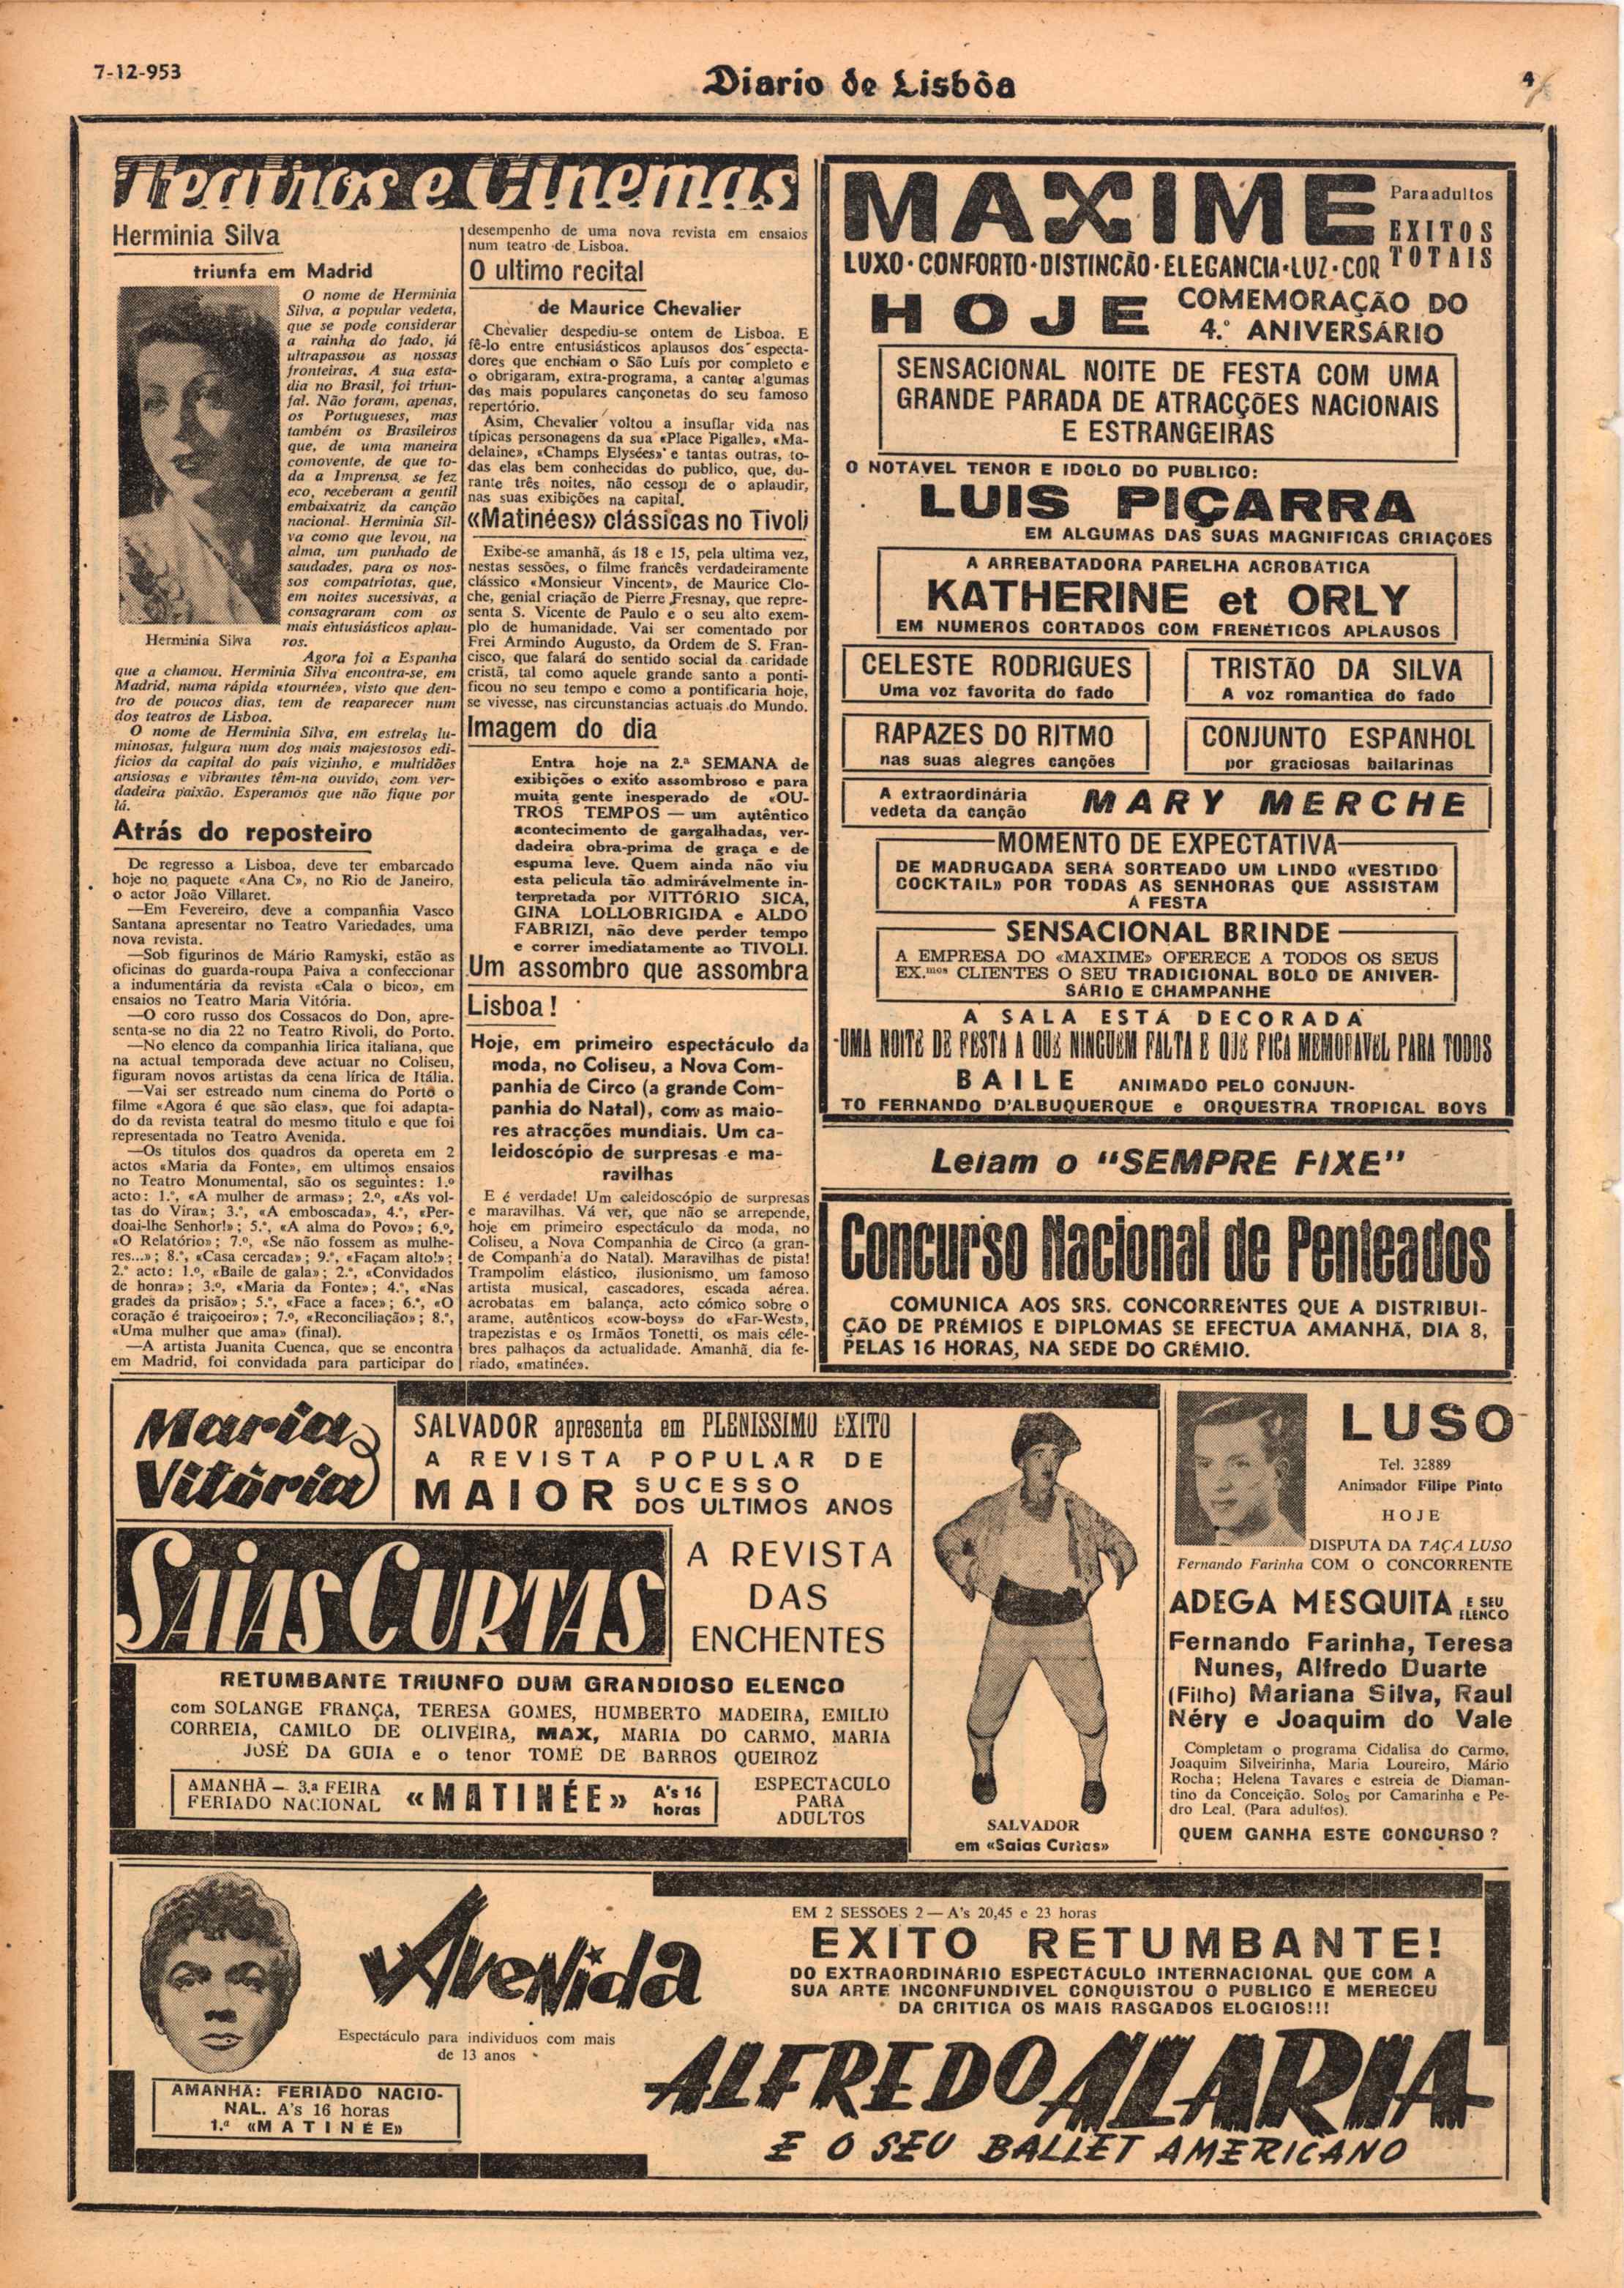 7-12-953
Diario de Lisbôa
4
Teatros e Cinemas
Herminia Silva
triunfa em Madrid
O nome de Herminia
Silva, a popular vedeta,
que se pode considerar
a rainha do fado, já
ultrapassou as nossas
fronteiras. A sua esta-
dia no Brasil, foi triun-
fal. Não foram, apenas,
os Portugueses, mas
também os Brasileiros
que, de uma maneira
comovente, de que to-
da a Imprensa se fez
eco, receberam a gentil
embaixatriz da canção
nacional. Herminia Sil-
va como que levou, na
alma, um punhado de
saudades, para os nos-
sos compatriotas, que,
em noites sucessivas, a
consagraram com os
mais entusiásticos aplau-
ros.
Herminia Silva
Agora foi a Espanha
que a chamou. Herminia Silva encontra-se, em
Madrid, numa rápida «tournée», visto que den-
tro de poucos dias, tem de reaparecer num
dos teatros de Lisboa.
O nome de Herminia Silva, em estrelas lu-
minosas, fulgura num dos mais majestosos edi-
ficios da capital do país vizinho, e multidões
ansiosas e vibrantes têm-na ouvido, com ver-
dadeira paixão. Esperamos que não fique por
lá.
Atrás do reposteiro
De regresso a Lisboa, deve ter embarcado
hoje no paquete «Ana C», no Rio de Janeiro,
o actor João Villaret.
—Em Fevereiro, deve a companhia Vasco
Santana apresentar no Teatro Variedades, uma
nova revista.
—Sob figurinos de Mário Ramyski, estão as
oficinas do guarda-roupa Paiva a confeccionar
a indumentária da revista «Cala o bico», em
ensaios no Teatro Maria Vitória.
—O coro russo dos Cossacos do Don, apre-
senta-se no dia 22 no Teatro Rivoli, do Porto.
—No elenco da companhia lirica italiana, que
na actual temporada deve actuar no Coliseu,
figuram novos artistas da cena lírica de Itália.
—Vai ser estreado num cinema do Porto o
filme «Agora é que são elas», que foi adapta-
do da revista teatral do mesmo titulo e que foi
representada no Teatro Avenida.
—Os titulos dos quadros da opereta em 2
actos «Maria da Fonte», em ultimos ensaios
no Teatro Monumental, são os seguintes: 1.º
acto: 1.º, «A mulher de armas»; 2.º, «As vol-
tas do Vira»; 3.º, «A emboscada», 4.º, «Per-
doai-lhe Senhor!»; 5.º, «A alma do Povo»; 6.º,
«O Relatório»; 7.º, «Se não fossem as mulhe-
res...»; 8.º, «Casa cercada»; 9.º, «Façam alto!»;
2.º acto: 1.º, «Baile de gala»; 2.º, «Convidados
de honra»; 3.º, «Maria da Fonte»; 4.º, «Nas
grades da prisão»; 5.º, «Face a face»; 6.º, «O
coração é traiçoeiro»; 7.º, «Reconciliação»; 8.º,
«Uma mulher que ama» (final).
—A artista Juanita Cuenca, que se encontra
em Madrid, foi convidada para participar do
desempenho de uma nova revista em ensaios
num teatro de Lisboa.
O ultimo recital
de Maurice Chevalier
Chevalier despediu-se ontem de Lisboa. E
fê-lo entre entusiásticos aplausos dos especta-
dores que enchiam o São Luís por completo e
o obrigaram, extra-programa, a cantar algumas
das mais populares cançonetas do seu famoso
repertório.
Asim, Chevalier voltou a insuflar vida nas
típicas personagens da sua «Place Pigalle», «Ma-
delaine», «Champs Elysées» e tantas outras, to-
das elas bem conhecidas do publico, que, du-
rante três noites, não cessou de o aplaudir,
nas suas exibições na capital.
«Matinées» clássicas no Tivoli
Exibe-se amanhã, ás 18 e 15, pela ultima vez,
nestas sessões, o filme francês verdadeiramente
clássico «Monsieur Vincent», de Maurice Clo-
che, genial criação de Pierre Fresnay, que repre-
senta S. Vicente de Paulo e o seu alto exem-
plo de humanidade. Vai ser comentado por
Frei Armindo Augusto, da Ordem de S. Fran-
cisco, que falará do sentido social da caridade
cristã, tal como aquele grande santo a ponti-
ficou no seu tempo e como a pontificaria hoje,
se vivesse, nas circunstancias actuais do Mundo.
Imagem do dia
Entra hoje na 2.ª SEMANA de
exibições o exito assombroso e para
muita gente inesperado de «OU-
TROS TEMPOS — um autêntico
acontecimento de gargalhadas, ver-
dadeira obra-prima de graça e de
espuma leve. Quem ainda não viu
esta pelicula tão admirávelmente in-
terpretada por VITTÓRIO SICA,
GINA LOLLOBRIGIDA e ALDO
FABRIZI, não deve perder tempo
e correr imediatamente ao TIVOLI.
Um assombro que assombra
Lisboa!
Hoje, em primeiro espectáculo da
moda, no Coliseu, a Nova Com-
panhia de Circo (a grande Com-
panhia do Natal), com as maio-
res atracções mundiais. Um ca-
leidoscópio de surpresas e ma-
ravilhas
E é verdade! Um caleidoscópio de surpresas
e maravilhas. Vá ver, que não se arrepende,
hoje em primeiro espectáculo da moda, no
Coliseu, a Nova Companhia de Circo (a gran-
de Companhia do Natal). Maravilhas de pista!
Trampolim elástico, ilusionismo, um famoso
artista musical, cascadores, escada aérea.
acrobatas em balança, acto cómico sobre o
arame, autênticos «cow-boys» do «Far-West»,
trapezistas e os Irmãos Tonetti, os mais céle-
bres palhaços da actualidade. Amanhã, dia fe-
riado, «matinée».
MAXIME
Para adultos
EXITOS
TOTAIS
LUXO·CONFORTO·DISTINCÃO·ELEGANCIA·LUZ·COR
HOJE
COMEMORAÇÃO DO
4.º ANIVERSÁRIO
SENSACIONAL NOITE DE FESTA COM UMA
GRANDE PARADA DE ATRACÇÕES NACIONAIS
E ESTRANGEIRAS
O NOTÁVEL TENOR E IDOLO DO PUBLICO:
LUIS PIÇARRA
EM ALGUMAS DAS SUAS MAGNIFICAS CRIAÇÕES
A ARREBATADORA PARELHA ACROBÁTICA
KATHERINE et ORLY
EM NUMEROS CORTADOS COM FRENÉTICOS APLAUSOS
CELESTE RODRIGUES
Uma voz favorita do fado
TRISTÃO DA SILVA
A voz romantica do fado
RAPAZES DO RITMO
nas suas alegres canções
CONJUNTO ESPANHOL
por graciosas bailarinas
A extraordinária
vedeta da canção
MARY MERCHE
MOMENTO DE EXPECTATIVA
DE MADRUGADA SERÁ SORTEADO UM LINDO «VESTIDO
COCKTAIL» POR TODAS AS SENHORAS QUE ASSISTAM
Á FESTA
SENSACIONAL BRINDE
A EMPRESA DO «MAXIME» OFERECE A TODOS OS SEUS
EX.mos CLIENTES O SEU TRADICIONAL BOLO DE ANIVER-
SÁRIO E CHAMPANHE
A SALA ESTÁ DECORADA
UMA NOITE DE FESTA A QUE NINGUEM FALTA E QUE FICA MEMORAVEL PARA TODOS
BAILE ANIMADO PELO CONJUN-
TO FERNANDO D'ALBUQUERQUE e ORQUESTRA TROPICAL BOYS
Leiam o "SEMPRE FIXE"
Concurso Nacional de Penteados
COMUNICA AOS SRS. CONCORRENTES QUE A DISTRIBUI-
ÇÃO DE PRÉMIOS E DIPLOMAS SE EFECTUA AMANHÃ, DIA 8,
PELAS 16 HORAS, NA SEDE DO GRÉMIO.
Maria
Vitória
SALVADOR apresenta em PLENISSIMO EXITO
A REVISTA POPULAR DE
MAIOR SUCESSO
DOS ULTIMOS ANOS
SAIAS CURTAS
A REVISTA
DAS
ENCHENTES
RETUMBANTE TRIUNFO DUM GRANDIOSO ELENCO
com SOLANGE FRANÇA, TERESA GOMES, HUMBERTO MADEIRA, EMILIO
CORREIA, CAMILO DE OLIVEIRA, MAX, MARIA DO CARMO, MARIA
JOSÉ DA GUIA e o tenor TOMÉ DE BARROS QUEIROZ
AMANHÃ — 3.ª FEIRA
FERIADO NACIONAL
«MATINÉE»
A's 16
horas
ESPECTACULO
PARA
ADULTOS
SALVADOR
em «Saias Curtas»
LUSO
Tel. 32889
Animador Filipe Pinto
HOJE
DISPUTA DA TAÇA LUSO
Fernando Farinha COM O CONCORRENTE
ADEGA MESQUITA E SEU
ELENCO
Fernando Farinha, Teresa
Nunes, Alfredo Duarte
(Filho) Mariana Silva, Raul
Néry e Joaquim do Vale
Completam o programa Cidalisa do Carmo,
Joaquim Silveirinha, Maria Loureiro, Mário
Rocha; Helena Tavares e estreia de Diaman-
tino da Conceição. Solos por Camarinha e Pe-
dro Leal. (Para adultos).
QUEM GANHA ESTE CONCURSO?
Avenida
Espectáculo para individuos com mais
de 13 anos
AMANHÃ: FERIADO NACIO-
NAL. A's 16 horas
1.ª «MATINÉE»
EM 2 SESSÕES 2 — A's 20,45 e 23 horas
EXITO RETUMBANTE!
DO EXTRAORDINÁRIO ESPECTÁCULO INTERNACIONAL QUE COM A
SUA ARTE INCONFUNDIVEL CONQUISTOU O PUBLICO E MERECEU
DA CRITICA OS MAIS RASGADOS ELOGIOS!!!
ALFREDO ALARIA
E O SEU BALLET AMERICANO